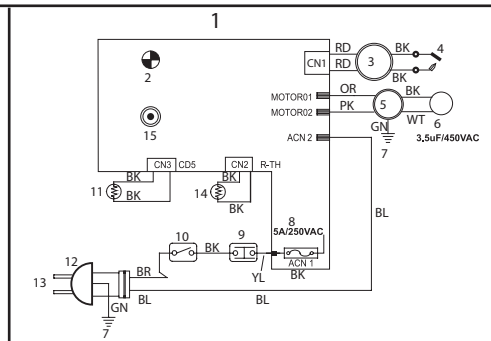 1
RD
RD
CN1
3
BK
BK
4
2
15
MOTOR01
MOTOR02
OR
PK
5
BK
WT
6
3,5uF/450VAC
GN
7
ACN 2
CN3
CD5
CN2
R-TH
BK
BK
11
BK
BK
14
BL
8
5A/250VAC
10
BK
9
YL
ACN 1
BK
12
13
BR
BL
BL
GN
7